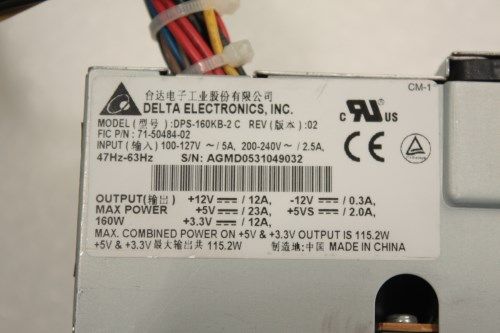 CM-1
台达电子工业股份有限公司
DELTA ELECTRONICS, INC.
MODEL (型号) :DPS-160KB-2 C REV (版本) :02
FIC P/N : 71-50484-02
INPUT (输入) 100-127V ~ / 5A, 200-240V~ / 2.5A,
47Hz-63Hz S/N: AGMD0531049032
C RU US
CE
OUTPUT(输出) +12V / 12A, -12V / 0.3A,
MAX POWER +5V / 23A, +5VS / 2.0A,
160W +3.3V / 12A,
MAX. COMBINED POWER ON +5V & +3.3V OUTPUT IS 115.2W
+5V & +3.3V 最大输出共 115.2W 制造地:中国 MADE IN CHINA